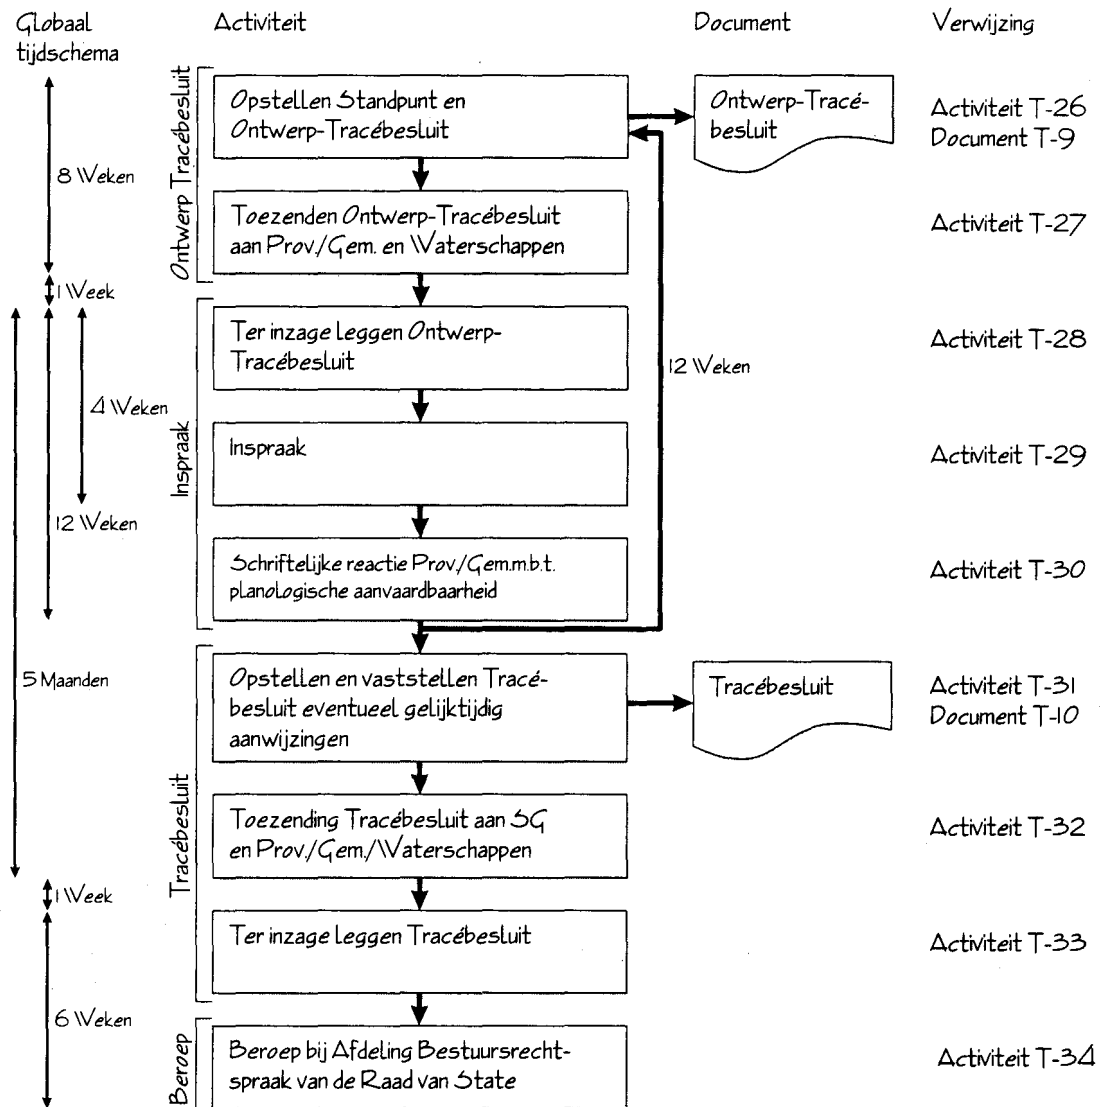 Globaal
tijdschema
Activiteit
Document
Verwijzing
Ontwerp Tracébesluit
8 Weken
Opstellen Standpunt en
Ontwerp-Tracébesluit
Ontwerp-Tracé-
besluit
Activiteit T-26
Document T-9
Toezenden Ontwerp-Tracébesluit
aan Prov./Gem. en Waterschappen
Activiteit T-27
1 Week
Inspraak
Ter inzage leggen Ontwerp-
Tracébesluit
Activiteit T-28
12 Weken
4 Weken
Inspraak
Activiteit T-29
12 Weken
Schriftelijke reactie Prov./Gem.m.b.t.
planologische aanvaardbaarheid
Activiteit T-30
5 Maanden
Tracébesluit
Opstellen en vaststellen Tracé-
besluit eventueel gelijktijdig
aanwijzingen
Tracébesluit
Activiteit T-31
Document T-10
Toezending Tracébesluit aan SG
en Prov./Gem./Waterschappen
Activiteit T-32
1 Week
Ter inzage leggen Tracébesluit
Activiteit T-33
6 Weken
Beroep
Beroep bij Afdeling Bestuursrecht-
spraak van de Raad van State
Activiteit T-34